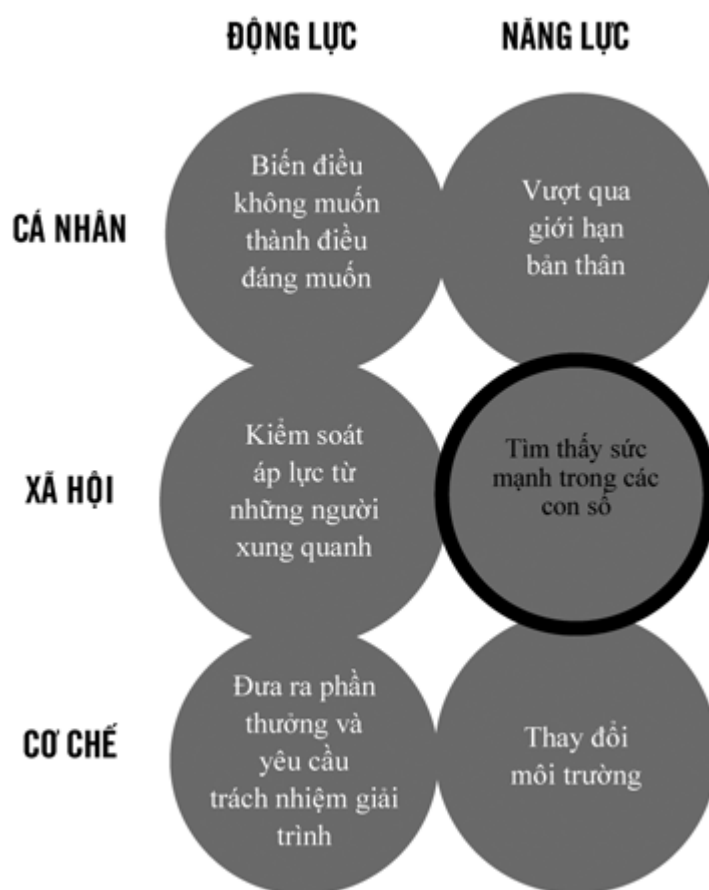 ĐỘNG LỰC
NĂNG LỰC
CÁ NHÂN
Biến điều
không muốn
thành điều
đáng muốn
Vượt qua
giới hạn
bản thân
XÃ HỘI
Kiểm soát
áp lực từ
những người
xung quanh
Tìm thấy sức
mạnh trong các
con số
CƠ CHẾ
Đưa ra phần
thưởng và
yêu cầu
trách nhiệm giải
trình
Thay đổi
môi trường